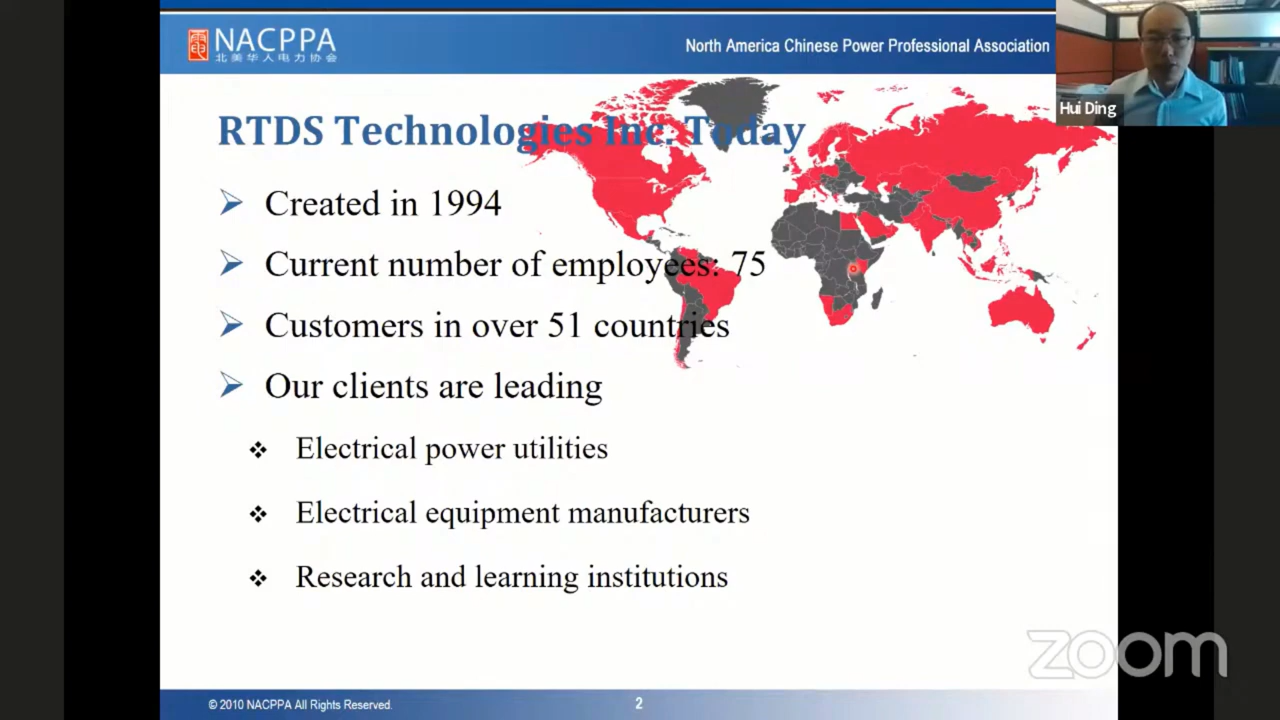 NACPPA
北美华人电力协会
North America Chinese Power Professional Association
Hui Ding
RTDS Technologies Inc. Today
Created in 1994
Current number of employees: 75
Customers in over 51 countries
Our clients are leading
Electrical power utilities
Electrical equipment manufacturers
Research and learning institutions
zoom
© 2010 NACPPA All Rights Reserved.
2